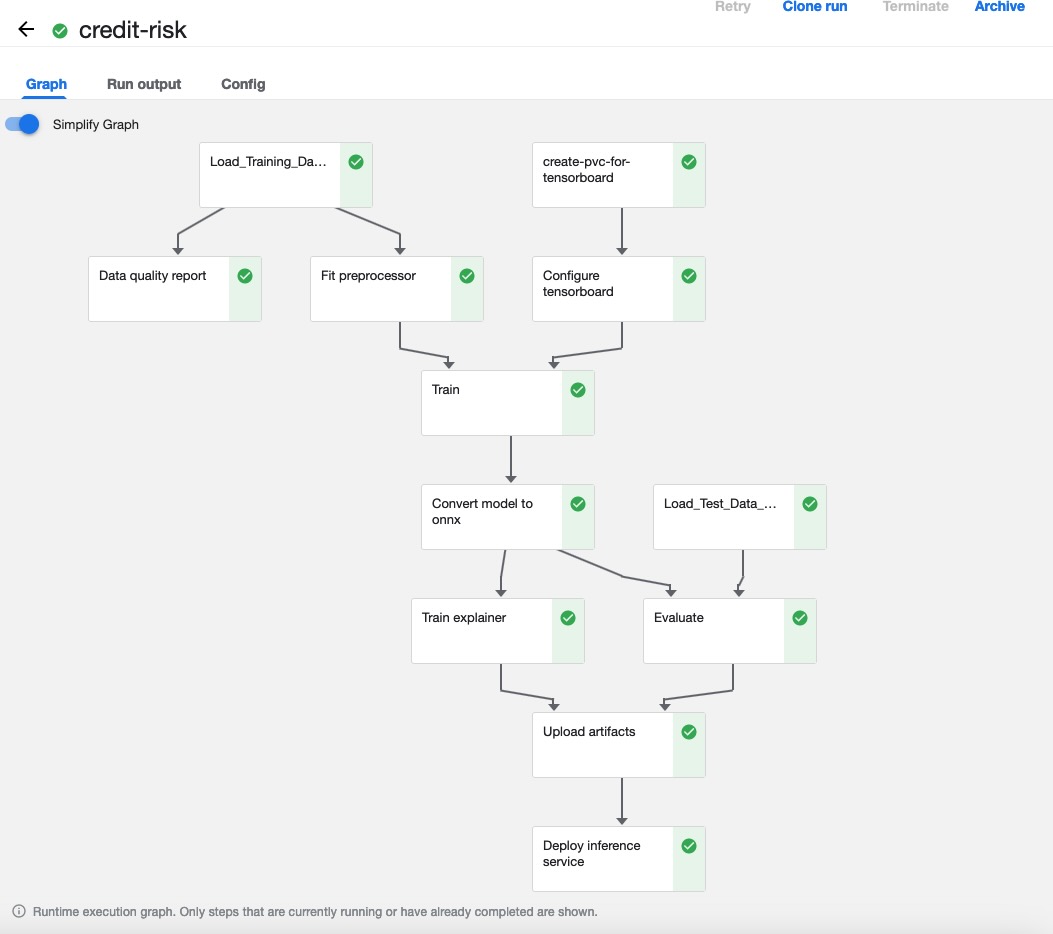 Retry Clone run Terminate Archive
credit-risk
Graph Run output Config
Simplify Graph
Load_Training_Da...
create-pvc-for-
tensorboard
Data quality report
Fit preprocessor
Configure
tensorboard
Train
Convert model to
onnx
Load_Test_Data_...
Train explainer
Evaluate
Upload artifacts
Deploy inference
service
Runtime execution graph. Only steps that are currently running or have already completed are shown.